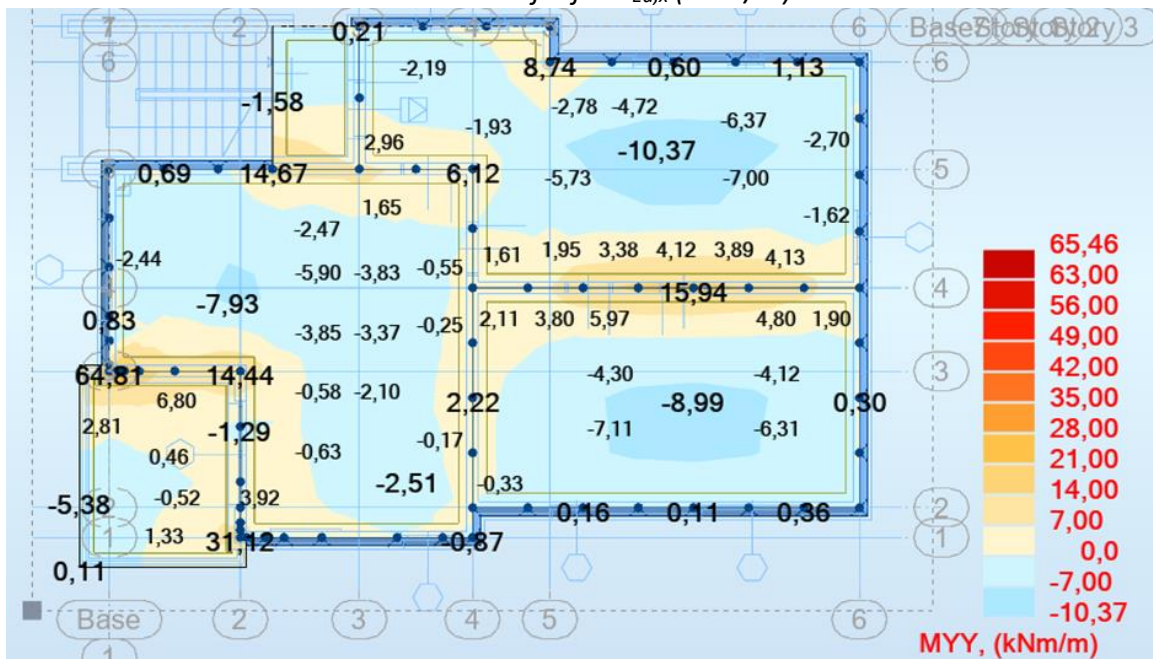 1 2 0,21 4 6 Base Story Story 2 Story 3
6 -2,19 8,74 0,60 1,13 6
-1,58 -2,78 -4,72 -6,37
2,96 -1,93 -10,37 -2,70
0,69 14,67 6,12 -5,73 -7,00 5
1,65 -1,62
-2,47 1,61 1,95 3,38 4,12 3,89 4,13 65,46
-2,44 -5,90 -3,83 -0,55 63,00
4 -7,93 15,94 4 56,00
0,83 -3,85 -3,37 -0,25 2,11 3,80 5,97 4,80 1,90 49,00
64,81 14,44 -4,30 -4,12 3 42,00
6,80 -0,58 -2,10 2,22 -8,99 0,30 35,00
2,81 -1,29 -0,17 -7,11 -6,31 28,00
0,46 -0,63 21,00
-5,38 -0,52 3,92 -2,51 -0,33 14,00
2 0,16 0,11 0,36 2 7,00
1 1,33 31,12 -0,87 1 0,0
0,11 -7,00
Base 2 3 4 5 6 -10,37
1 MYY, (kNm/m)